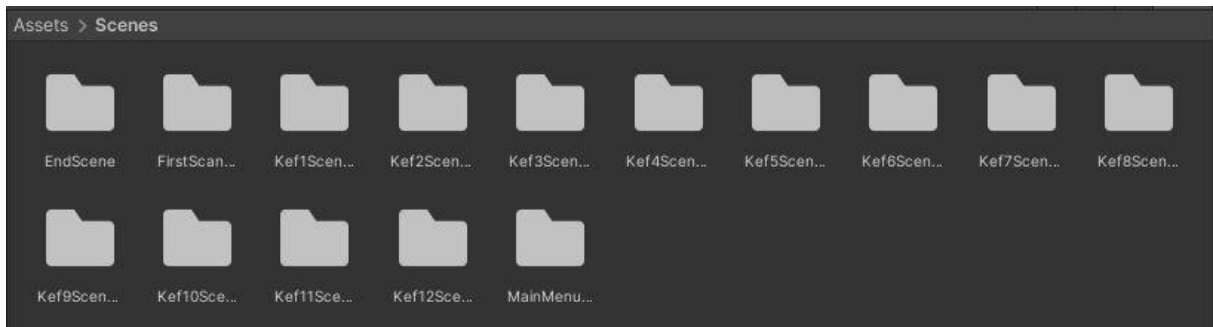 Assets > Scenes
EndScene FirstScan... Kef1Scen... Kef2Scen... Kef3Scen... Kef4Scen... Kef5Scen... Kef6Scen... Kef7Scen... Kef8Scen...
Kef9Scen... Kef10Sce... Kef11Sce... Kef12Sce... MainMenu...